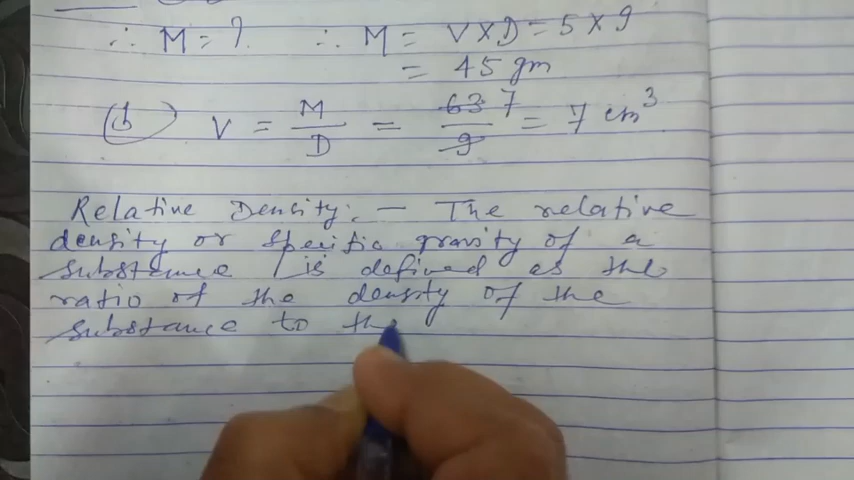 ∴ M = ? ∴ M = V X D = 5 X 9
= 45 gm
(b) V = M/D = 63/9 7 = 7 cm³
Relative Density: - The relative
density or specific gravity of a
substance is defined as the
ratio of the density of the
substance to the